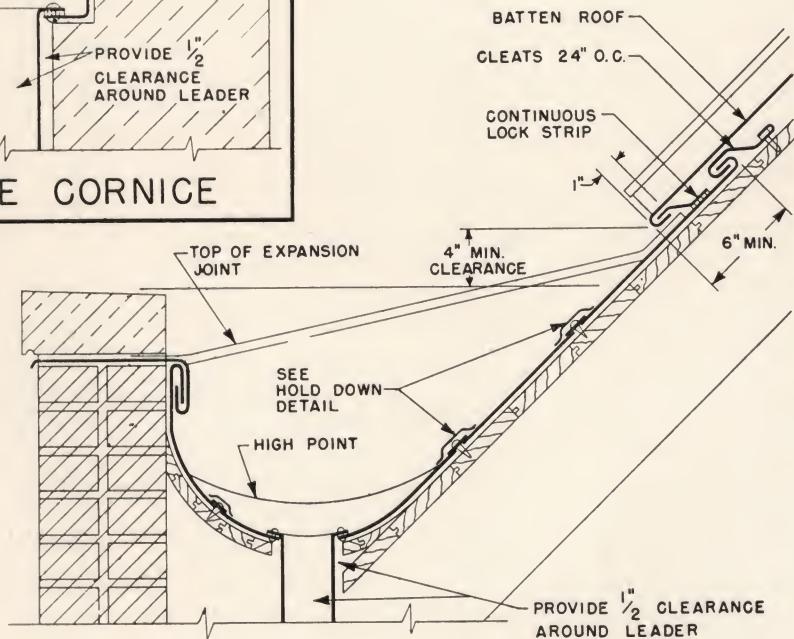 PROVIDE 1/2"
CLEARANCE
AROUND LEADER
E CORNICE
BATTEN ROOF
CLEATS 24" O.C.
CONTINUOUS
LOCK STRIP
1"
6" MIN.
TOP OF EXPANSION
JOINT
4" MIN.
CLEARANCE
SEE
HOLD DOWN
DETAIL
HIGH POINT
PROVIDE 1/2" CLEARANCE
AROUND LEADER